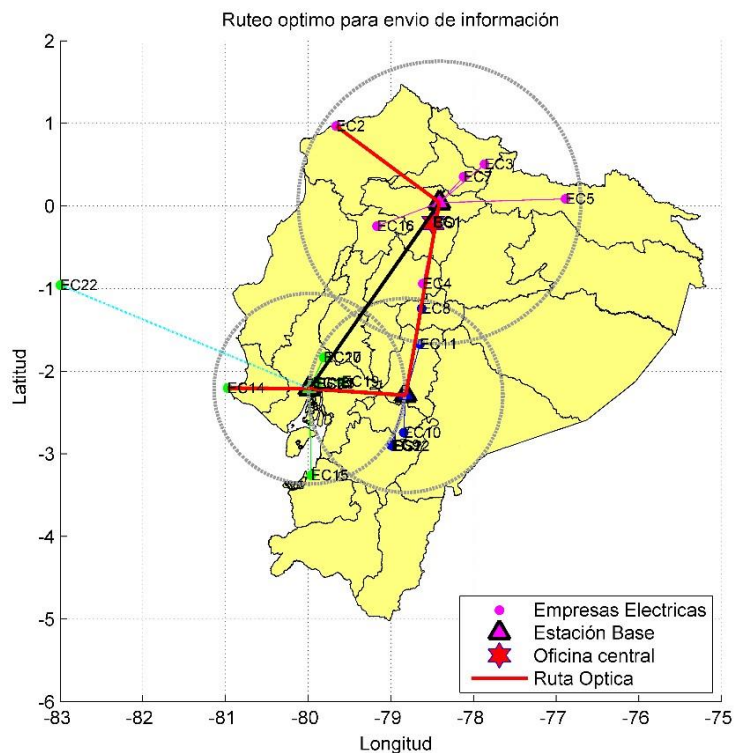 Ruteo optimo para envio de información
Latitud
2
1
0
-1
-2
-3
-4
-5
-6
EC2
EC3
EC7
EC5
EC16
EC4
EC8
EC22
EC11
EC14
EC19
EC10
EC15
Empresas Electricas
Estación Base
Oficina central
Ruta Optica
-83
-82
-81
-80
-79
-78
-77
-76
-75
Longitud